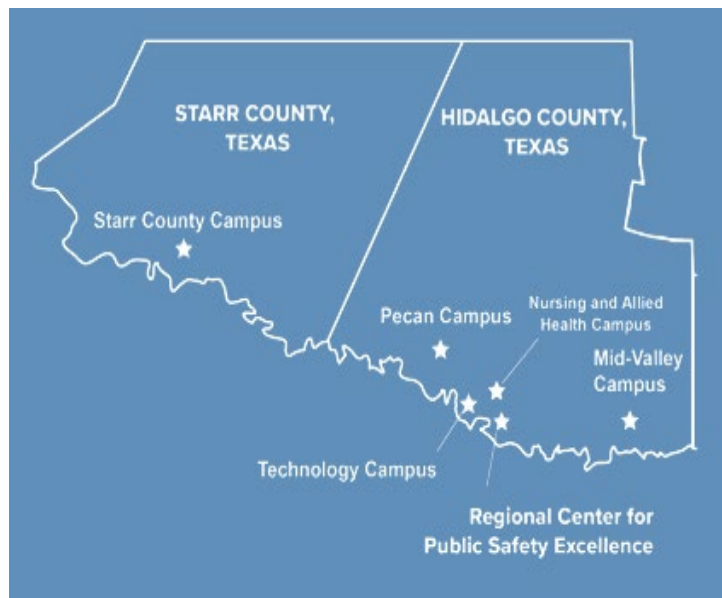 STARR COUNTY,
TEXAS
HIDALGO COUNTY,
TEXAS
Starr County Campus
Pecan Campus
Nursing and Allied
Health Campus
Mid-Valley
Campus
Technology Campus
Regional Center for
Public Safety Excellence